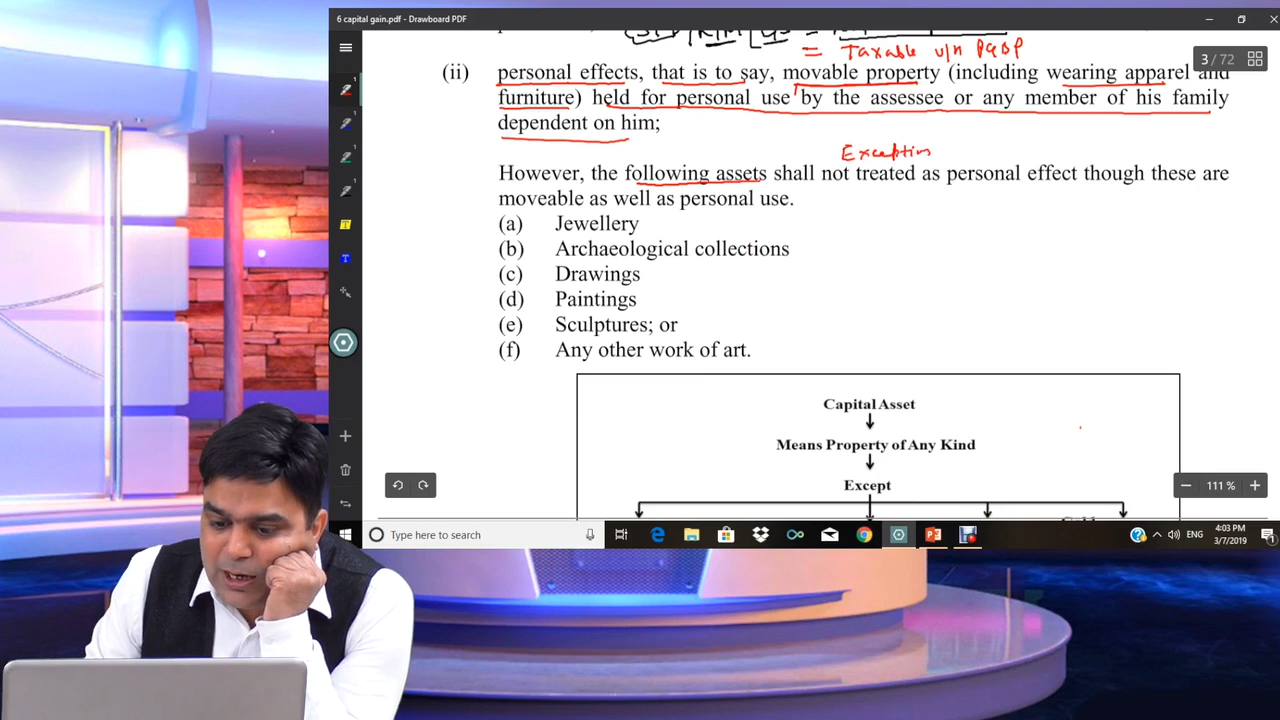 6 capital gain.pdf - Drawboard PDF
= Taxable u/h PGBP
3 / 72
(ii) personal effects, that is to say, movable property (including wearing apparel and
furniture) held for personal use by the assessee or any member of his family
dependent on him;
Exception
However, the following assets shall not treated as personal effect though these are
moveable as well as personal use.
(a) Jewellery
(b) Archaeological collections
(c) Drawings
(d) Paintings
(e) Sculptures; or
(f) Any other work of art.
Capital Asset
Means Property of Any Kind
Except
111 %
Type here to search
ENG
4:03 PM
3/7/2019